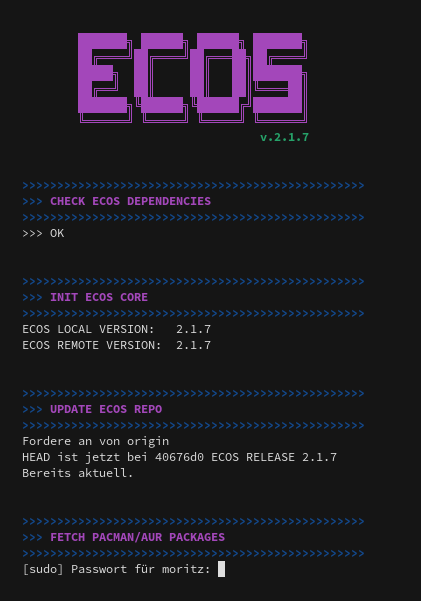 ECOS
v.2.1.7
>>>>>>>>>>>>>>>>>>>>>>>>>>>>>>>>>>>>>>>>>>>>>>>>>
>>> CHECK ECOS DEPENDENCIES
>>>>>>>>>>>>>>>>>>>>>>>>>>>>>>>>>>>>>>>>>>>>>>>>>
>>> OK
>>>>>>>>>>>>>>>>>>>>>>>>>>>>>>>>>>>>>>>>>>>>>>>>>
>>> INIT ECOS CORE
>>>>>>>>>>>>>>>>>>>>>>>>>>>>>>>>>>>>>>>>>>>>>>>>>
ECOS LOCAL VERSION:   2.1.7
ECOS REMOTE VERSION:  2.1.7
>>>>>>>>>>>>>>>>>>>>>>>>>>>>>>>>>>>>>>>>>>>>>>>>>
>>> UPDATE ECOS REPO
>>>>>>>>>>>>>>>>>>>>>>>>>>>>>>>>>>>>>>>>>>>>>>>>>
Fordere an von origin
HEAD ist jetzt bei 40676d0 ECOS RELEASE 2.1.7
Bereits aktuell.
>>>>>>>>>>>>>>>>>>>>>>>>>>>>>>>>>>>>>>>>>>>>>>>>>
>>> FETCH PACMAN/AUR PACKAGES
>>>>>>>>>>>>>>>>>>>>>>>>>>>>>>>>>>>>>>>>>>>>>>>>>
[sudo] Passwort für moritz: